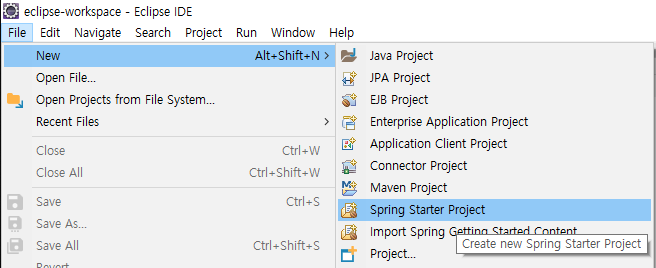 eclipse-workspace - Eclipse IDE
File Edit Navigate Search Project Run Window Help
New Alt+Shift+N >
Open File...
Open Projects from File System...
Recent Files >
Close Ctrl+W
Close All Ctrl+Shift+W
Save Ctrl+S
Save As...
Save All Ctrl+Shift+S
Revert
Java Project
JPA Project
EJB Project
Enterprise Application Project
Application Client Project
Connector Project
Maven Project
Spring Starter Project
Import Spring Getting Started Content
Create new Spring Starter Project
Project...